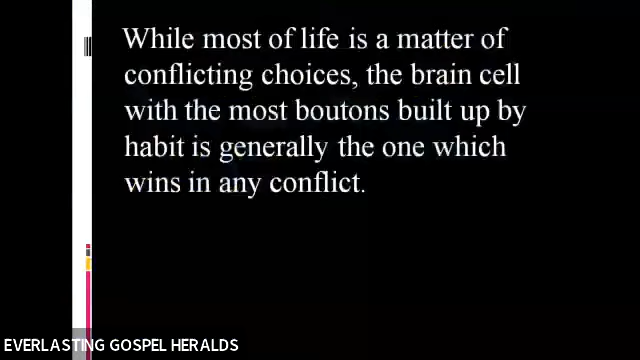 While most of life is a matter of
conflicting choices, the brain cell
with the most boutons built up by
habit is generally the one which
wins in any conflict.
EVERLASTING GOSPEL HERALDS